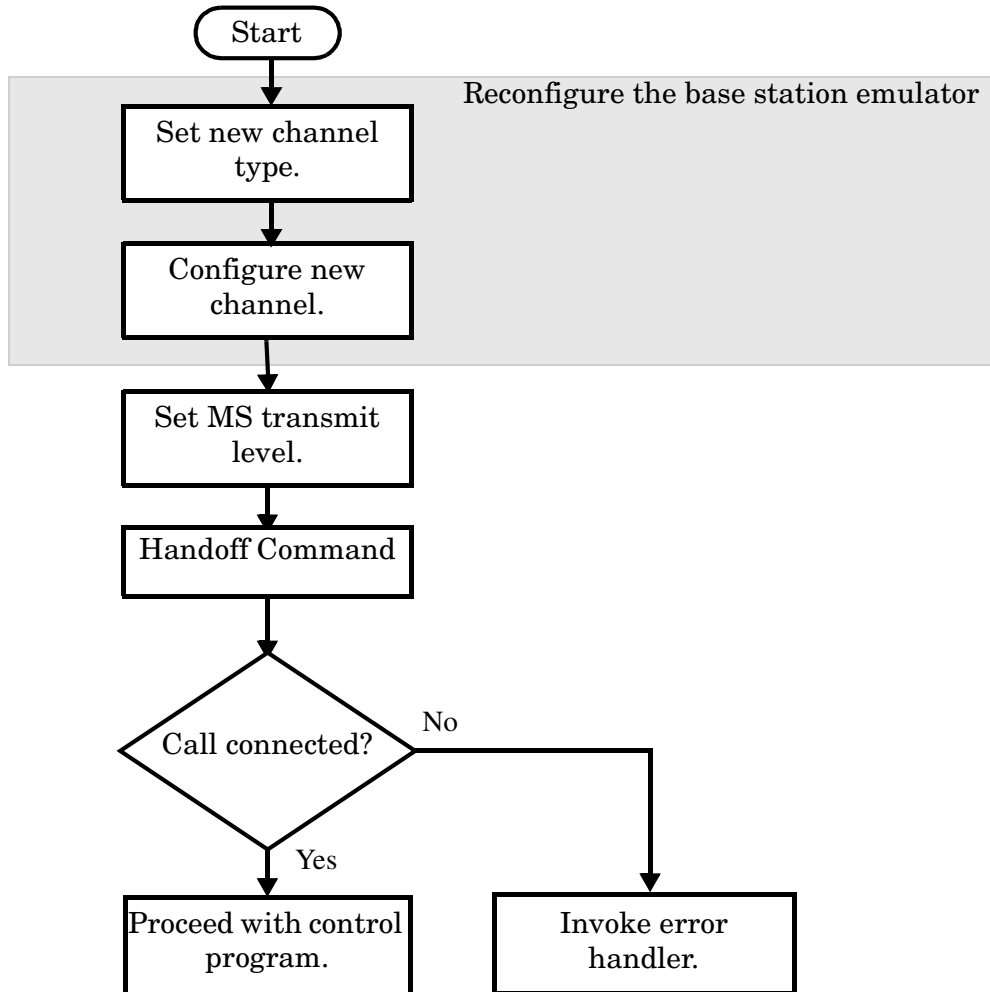 Start
Reconfigure the base station emulator
Set new channel
type.
Configure new
channel.
Set MS transmit
level.
Handoff Command
Call connected?
No
Yes
Proceed with control
program.
Invoke error
handler.